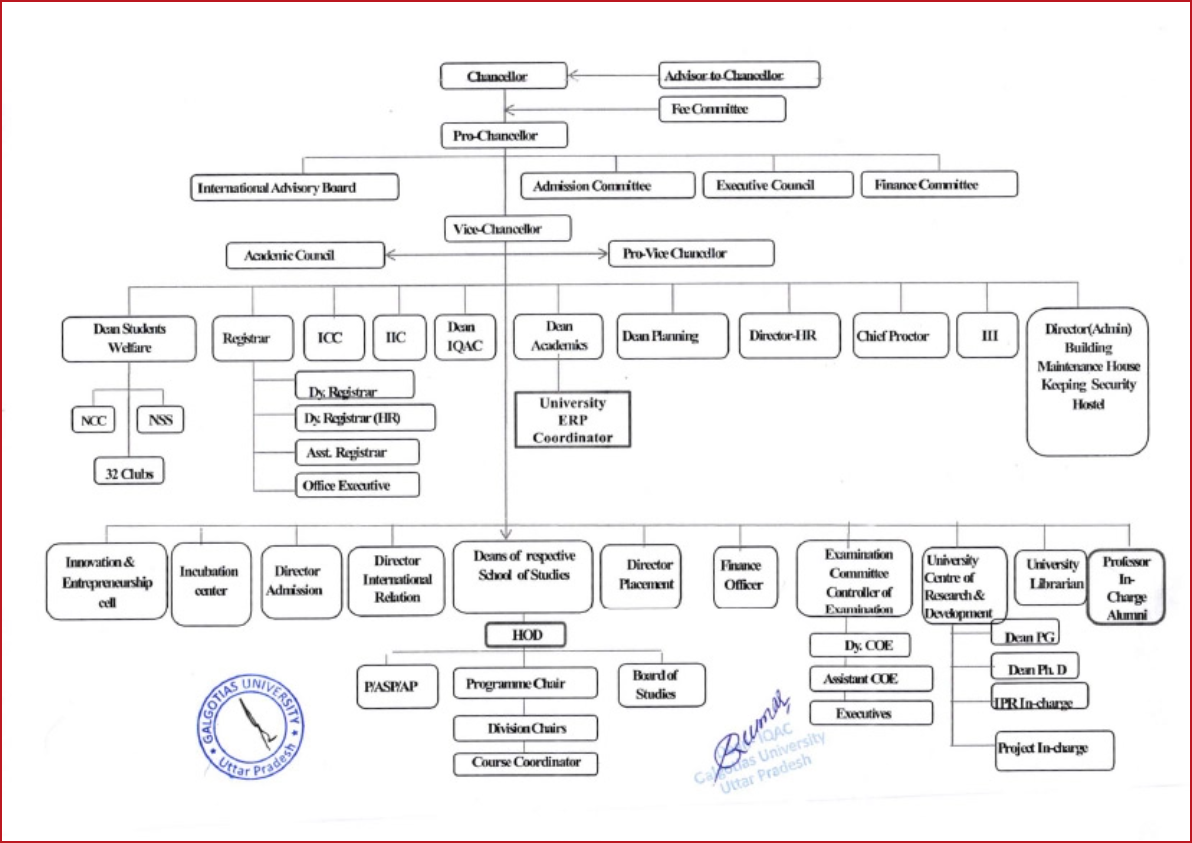 Chancellor
Advisor to Chancellor
Fee Committee
Pro-Chancellor
International Advisory Board
Admission Committee
Executive Council
Finance Committee
Vice-Chancellor
Academic Council
Pro-Vice Chancellor
Dean Students
Welfare
Registrar
ICC
IIC
Dean
IQAC
Dean
Academics
Dean Planning
Director-HR
Chief Proctor
III
Director(Admin)
Building
Maintenance House
Keeping Security
Hostel
NCC
NSS
32 Clubs
Dy. Registrar
Dy. Registrar (HR)
Asst. Registrar
Office Executive
University
ERP
Coordinator
Innovation &
Entrepreneurship
cell
Incubation
center
Director
Admission
Director
International
Relation
Deans of respective
School of Studies
Director
Placement
Finance
Officer
Examination
Committee
Controller of
Examination
University
Centre of
Research &
Development
University
Librarian
Professor
In-
Charge
Alumni
HOD
P/ASP/AP
Programme Chair
Board of
Studies
Division Chairs
Course Coordinator
Dy. COE
Assistant COE
Executives
Dean PG
Dean Ph. D
IPR In-charge
Project In-charge
GALGOTIAS UNIVERSITY
Uttar Pradesh
IQAC
Galgotias University
Uttar Pradesh